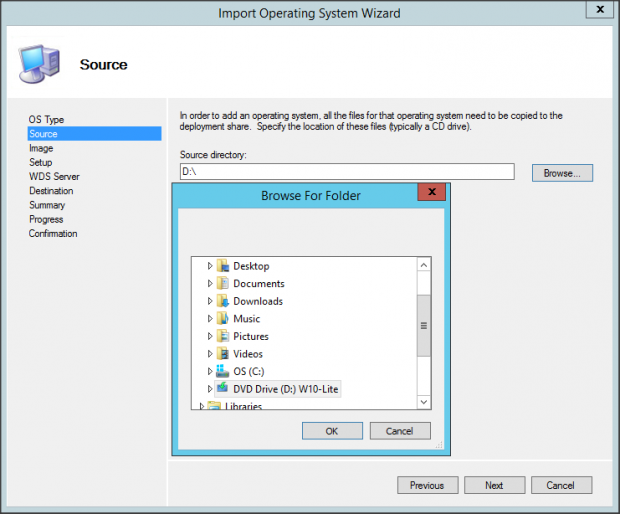 Import Operating System Wizard
x
Source
OS Type
Source
Image
Setup
WDS Server
Destination
Summary
Progress
Confirmation
In order to add an operating system, all the files for that operating system need to be copied to the
deployment share. Specify the location of these files (typically a CD drive).
Source directory:
D:\
Browse...
Browse For Folder
x
Desktop
Documents
Downloads
Music
Pictures
Videos
OS (C:)
DVD Drive (D:) W10-Lite
Libraries
OK
Cancel
Previous
Next
Cancel